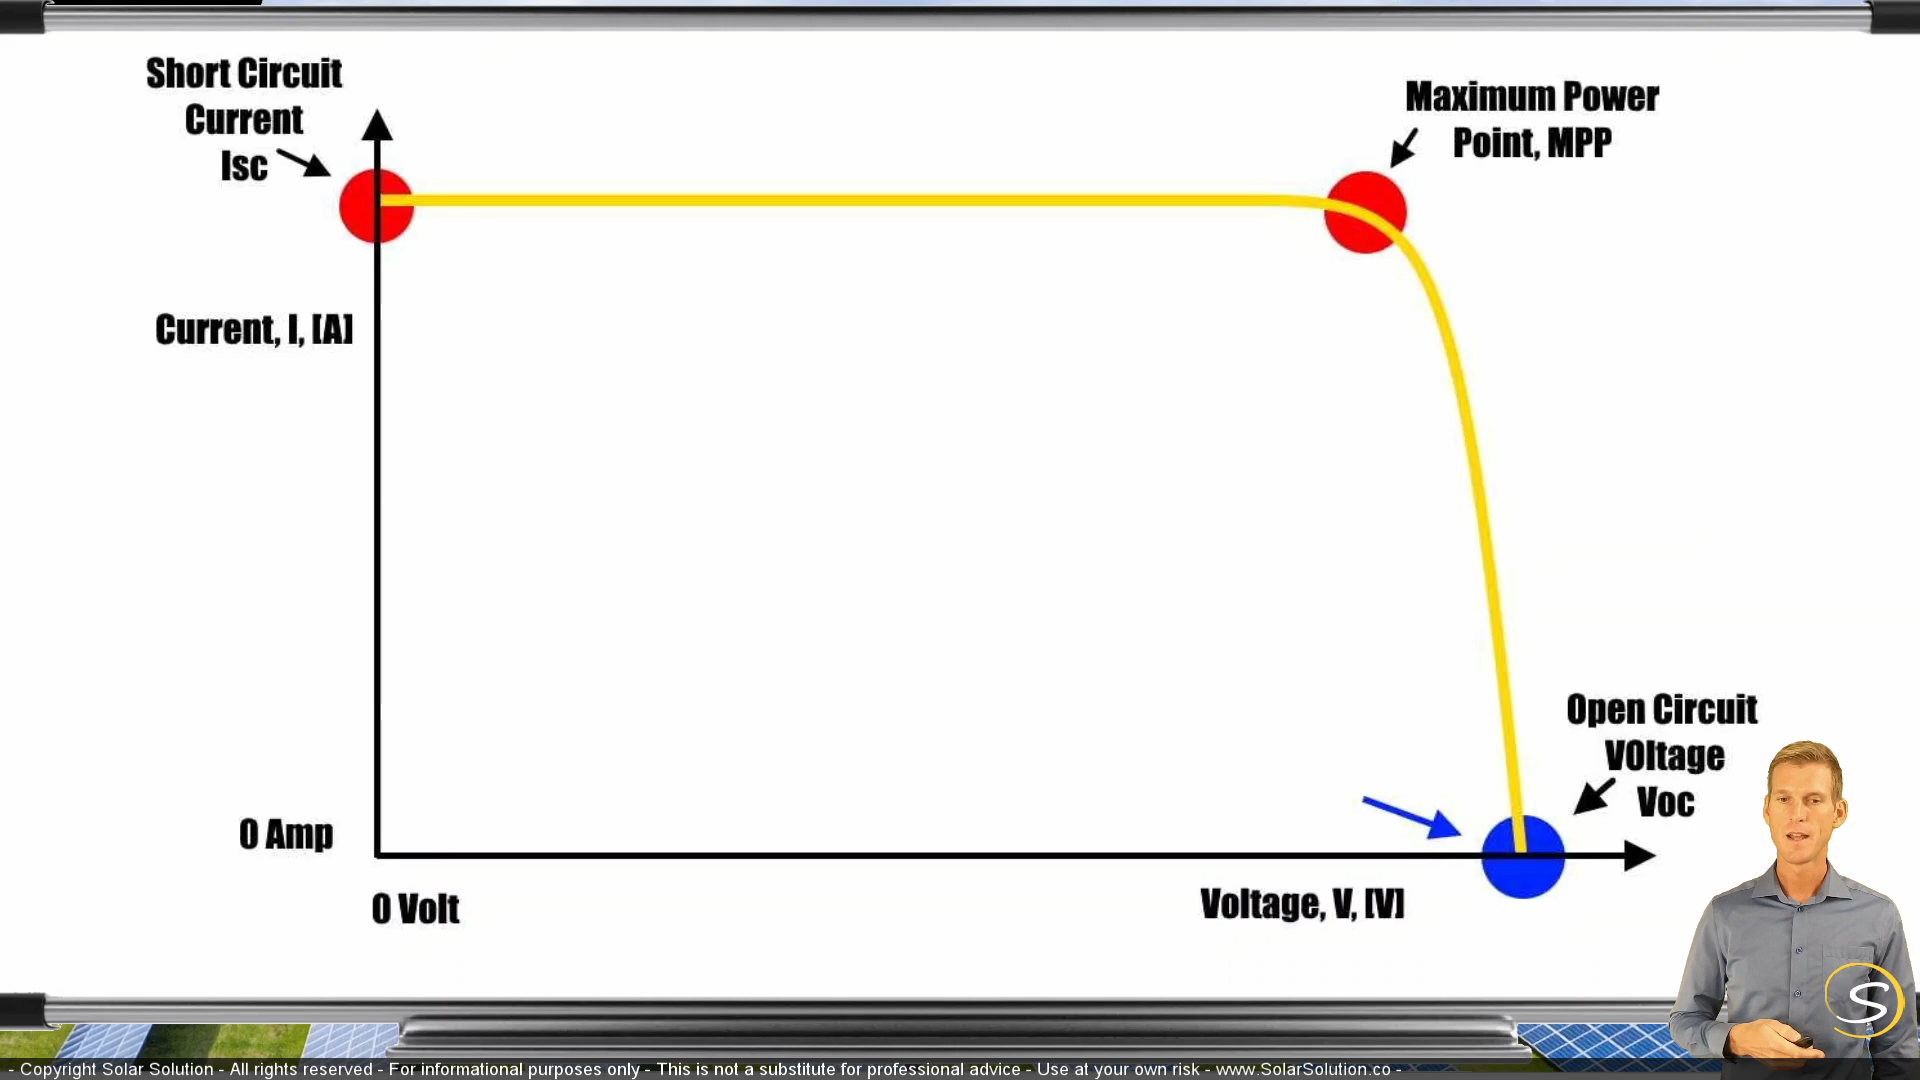 Short Circuit
Current
Isc
Maximum Power
Point, MPP
Current, I, [A]
Open Circuit
VOltage
Voc
0 Amp
0 Volt
Voltage, V, [V]
S
- Copyright Solar Solution - All rights reserved - For informational purposes only - This is not a substitute for professional advice - Use at your own risk - www.SolarSolution.co -